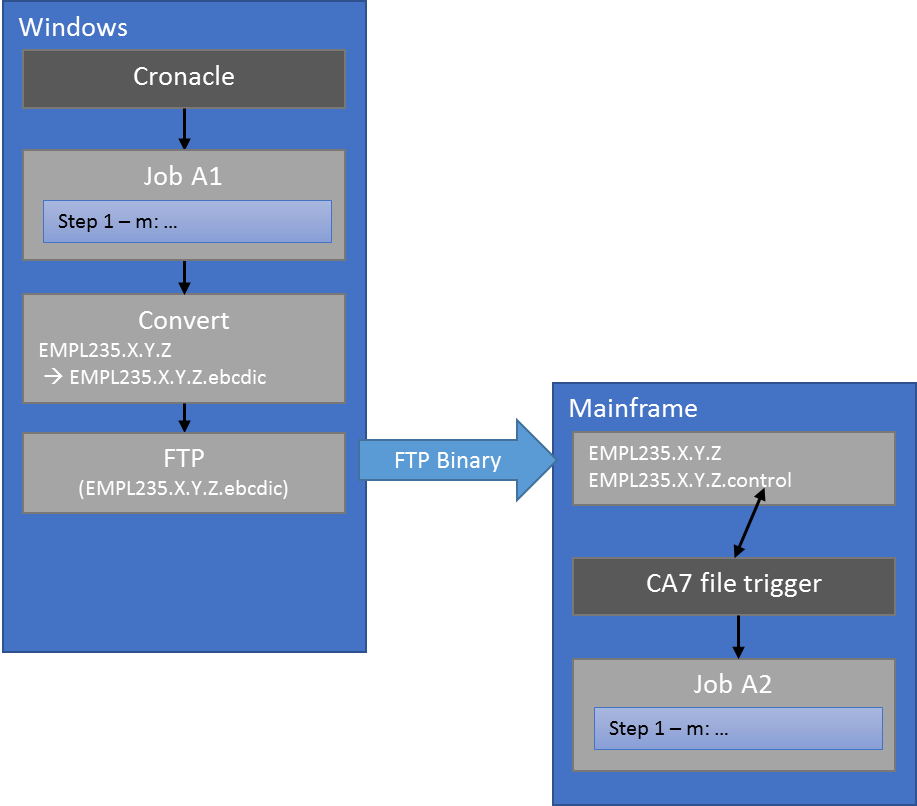 Windows
Cronacle
Job A1
Step 1 – m: ...
Convert
EMPL235.X.Y.Z
→ EMPL235.X.Y.Z.ebcdic
FTP
(EMPL235.X.Y.Z.ebcdic)
FTP Binary
Mainframe
EMPL235.X.Y.Z
EMPL235.X.Y.Z.control
CA7 file trigger
Job A2
Step 1 – m: ...